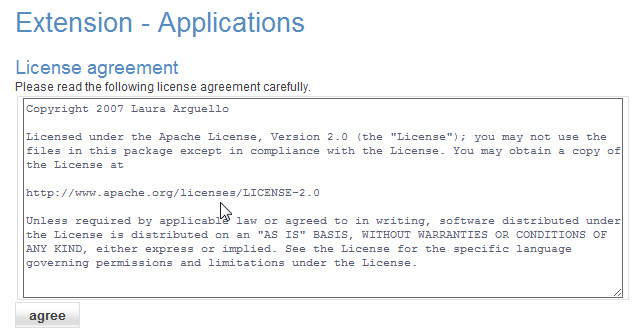 Extension - Applications
License agreement
Please read the following license agreement carefully.
Copyright 2007 Laura Arguello
Licensed under the Apache License, Version 2.0 (the "License"); you may not use the
files in this package except in compliance with the License. You may obtain a copy of
the License at
http://www.apache.org/licenses/LICENSE-2.0
Unless required by applicable law or agreed to in writing, software distributed under
the License is distributed on an "AS IS" BASIS, WITHOUT WARRANTIES OR CONDITIONS OF
ANY KIND, either express or implied. See the License for the specific language
governing permissions and limitations under the License.
agree